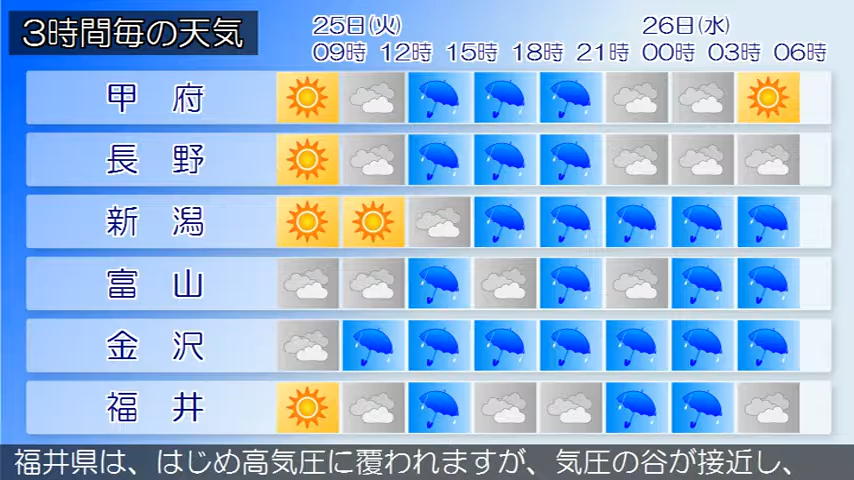 3時間毎の天気
25日(火) 26日(水)
09時 12時 15時 18時 21時 00時 03時 06時
甲府
長野
新潟
富山
金沢
福井
福井県は、はじめ高気圧に覆われますが、気圧の谷が接近し、